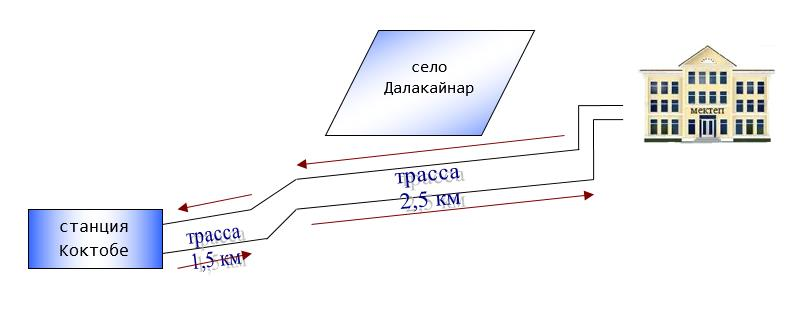 село
Далакайнар
мектеп
трасса
2,5 км
станция
Коктобе
трасса
1,5 км